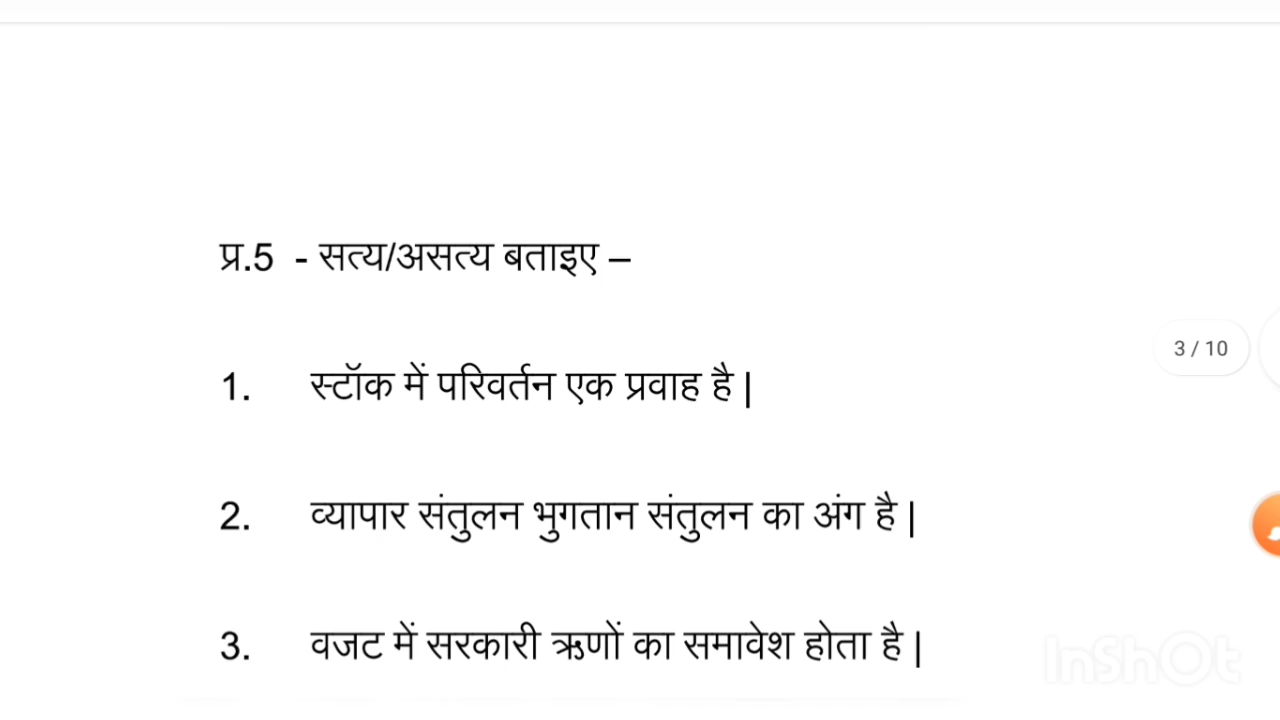 प्र.5 - सत्य/असत्य बताइए –
1. स्टॉक में परिवर्तन एक प्रवाह है |
3 / 10
2. व्यापार संतुलन भुगतान संतुलन का अंग है |
3. वजट में सरकारी ऋणों का समावेश होता है |
InShOt